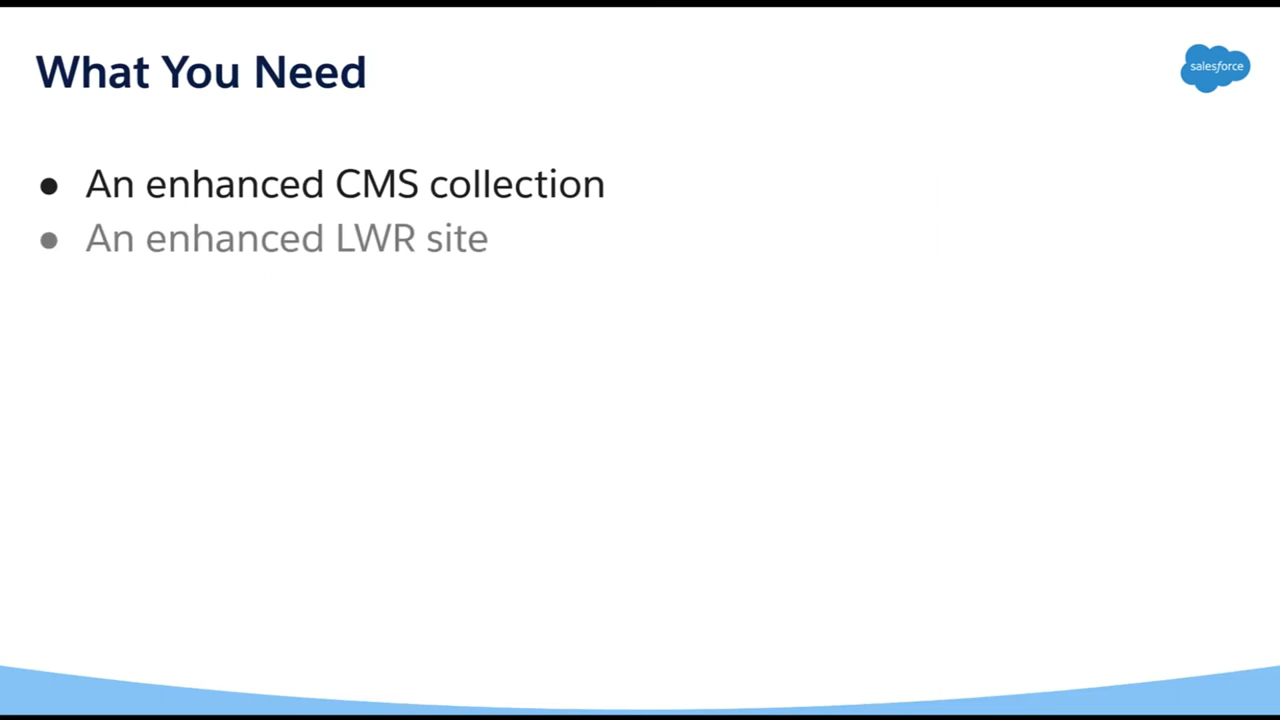 What You Need
salesforce
● An enhanced CMS collection
● An enhanced LWR site